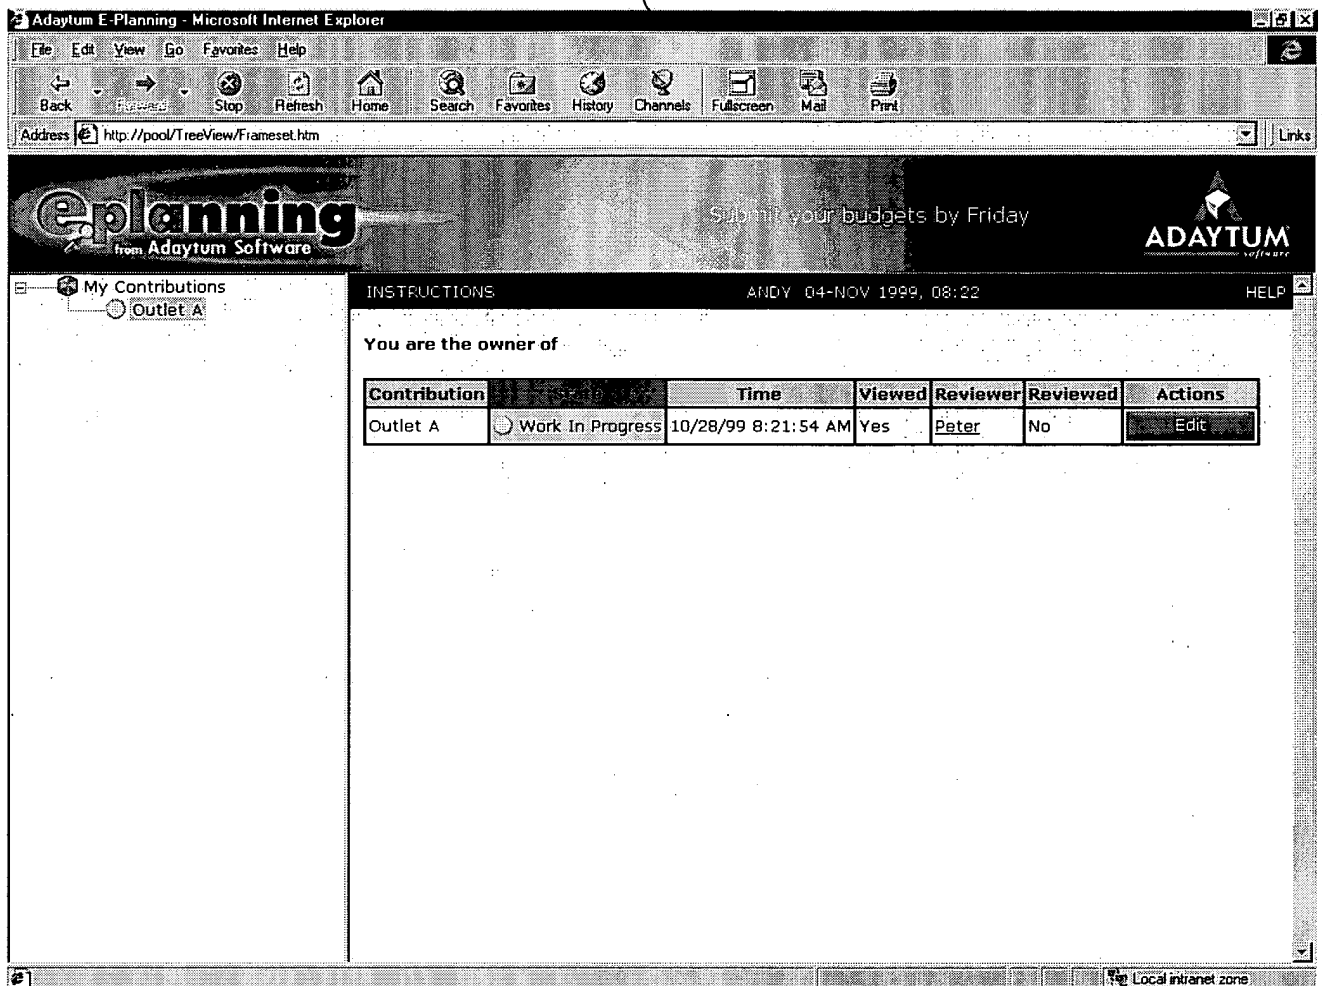 Adaytum E-Planning - Microsoft Internet Explorer
File Edit View Go Favorites Help
Back Forward Stop Refresh Home Search Favorites History Channels Fullscreen Mail Print
Address http://pool/TreeView/Frameset.htm Links
eplanning
from Adaytum Software
Submit your budgets by Friday
ADAYTUM
software
My Contributions
Outlet A
INSTRUCTIONS ANDY 04-NOV 1999, 08:22 HELP
You are the owner of
Contribution Time Viewed Reviewer Reviewed Actions
Outlet A Work In Progress 10/28/99 8:21:54 AM Yes Peter No Edit
Local intranet zone